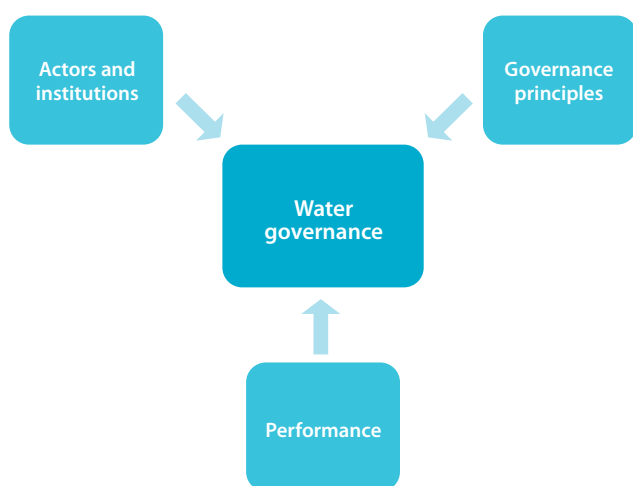 Actors and
institutions
Governance
principles
Water
governance
Performance